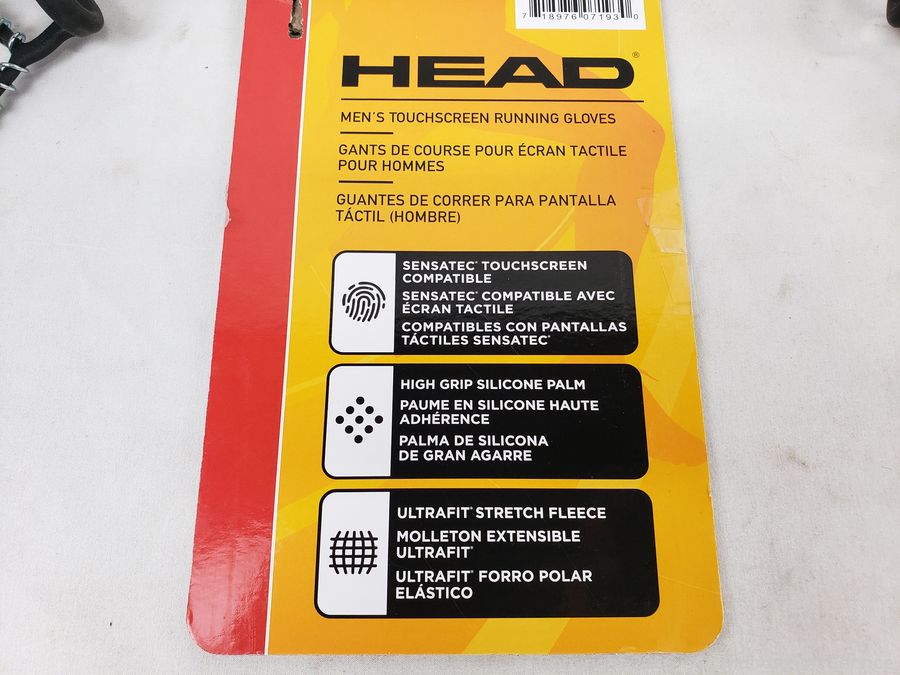 7 18976 07193 0
HEAD®
MEN'S TOUCHSCREEN RUNNING GLOVES
GANTS DE COURSE POUR ÉCRAN TACTILE
POUR HOMMES
GUANTES DE CORRER PARA PANTALLA
TÁCTIL (HOMBRE)
SENSATEC® TOUCHSCREEN
COMPATIBLE
SENSATEC® COMPATIBLE AVEC
ÉCRAN TACTILE
COMPATIBLES CON PANTALLAS
TÁCTILES SENSATEC®
HIGH GRIP SILICONE PALM
PAUME EN SILICONE HAUTE
ADHÉRENCE
PALMA DE SILICONA
DE GRAN AGARRE
ULTRAFIT® STRETCH FLEECE
MOLLETON EXTENSIBLE
ULTRAFIT®
ULTRAFIT® FORRO POLAR
ELÁSTICO